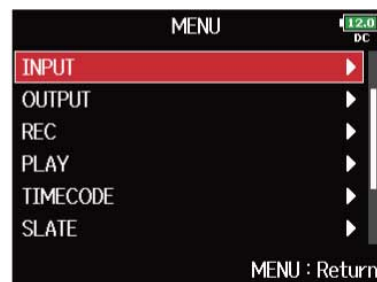 MENU
12.0
DC
INPUT
OUTPUT
REC
PLAY
TIMECODE
SLATE
MENU : Return